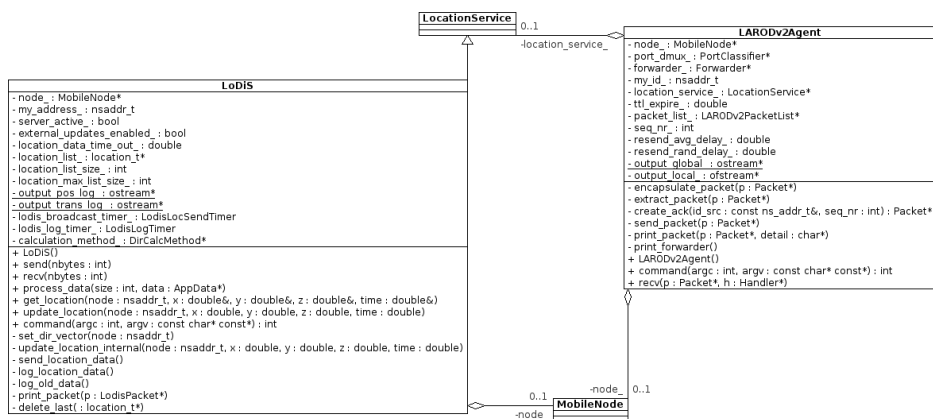 LocationService
0..1
-location_service_
LARODv2Agent
- node_ : MobileNode*
- port_dmux_ : PortClassifier*
- forwarder_ : Forwarder*
- my_id_ : nsaddr_t
- location_service_ : LocationService*
- ttl_expire_ : double
- packet_list_ : LARODv2PacketList*
- seq_nr_ : int
- resend_avg_delay_ : double
- resend_rand_delay_ : double
- output_global_ : ostream*
- output_local_ : ofstream*
- encapsulate_packet(p : Packet*)
- extract_packet(p : Packet*)
- create_ack(id_src : const ns_addr_t&, seq_nr : int) : Packet*
- send_packet(p : Packet*)
- print_packet(p : Packet*, detail : char*)
- print_forwarder()
+ LARODv2Agent()
+ command(argc : int, argv : const char* const*) : int
+ recv(p : Packet*, h : Handler*)
LoDiS
- node_ : MobileNode*
- my_address_ : nsaddr_t
- server_active_ : bool
- external_updates_enabled_ : bool
- location_data_time_out_ : double
- location_list_ : location_t*
- location_list_size_ : int
- location_max_list_size_ : int
- output_pos_log_ : ostream*
- output_trans_log_ : ostream*
- lodis_broadcast_timer_ : LodisLocSendTimer
- lodis_log_timer_ : LodisLogTimer
- calculation_method_ : DirCalcMethod*
+ LoDiS()
+ send(nbytes : int)
+ recv(nbytes : int)
+ process_data(size : int, data : AppData*)
+ get_location(node : nsaddr_t, x : double&, y : double&, z : double&, time : double&)
+ update_location(node : nsaddr_t, x : double, y : double, z : double, time : double)
+ command(argc : int, argv : const char* const*) : int
- set_dir_vector(node : nsaddr_t)
- update_location_internal(node : nsaddr_t, x : double, y : double, z : double, time : double)
- send_location_data()
- log_location_data()
- log_old_data()
- print_packet(p : LodisPacket*)
- delete_last( : location_t*)
-node_
0..1
0..1
MobileNode
-node